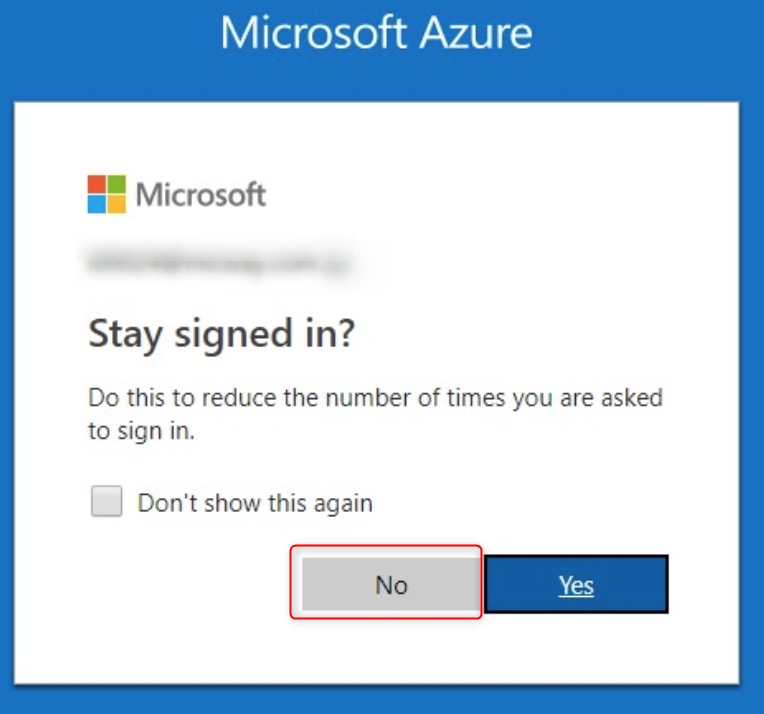 Microsoft Azure
Microsoft
Stay signed in?
Do this to reduce the number of times you are asked
to sign in.
Don't show this again
No
Yes